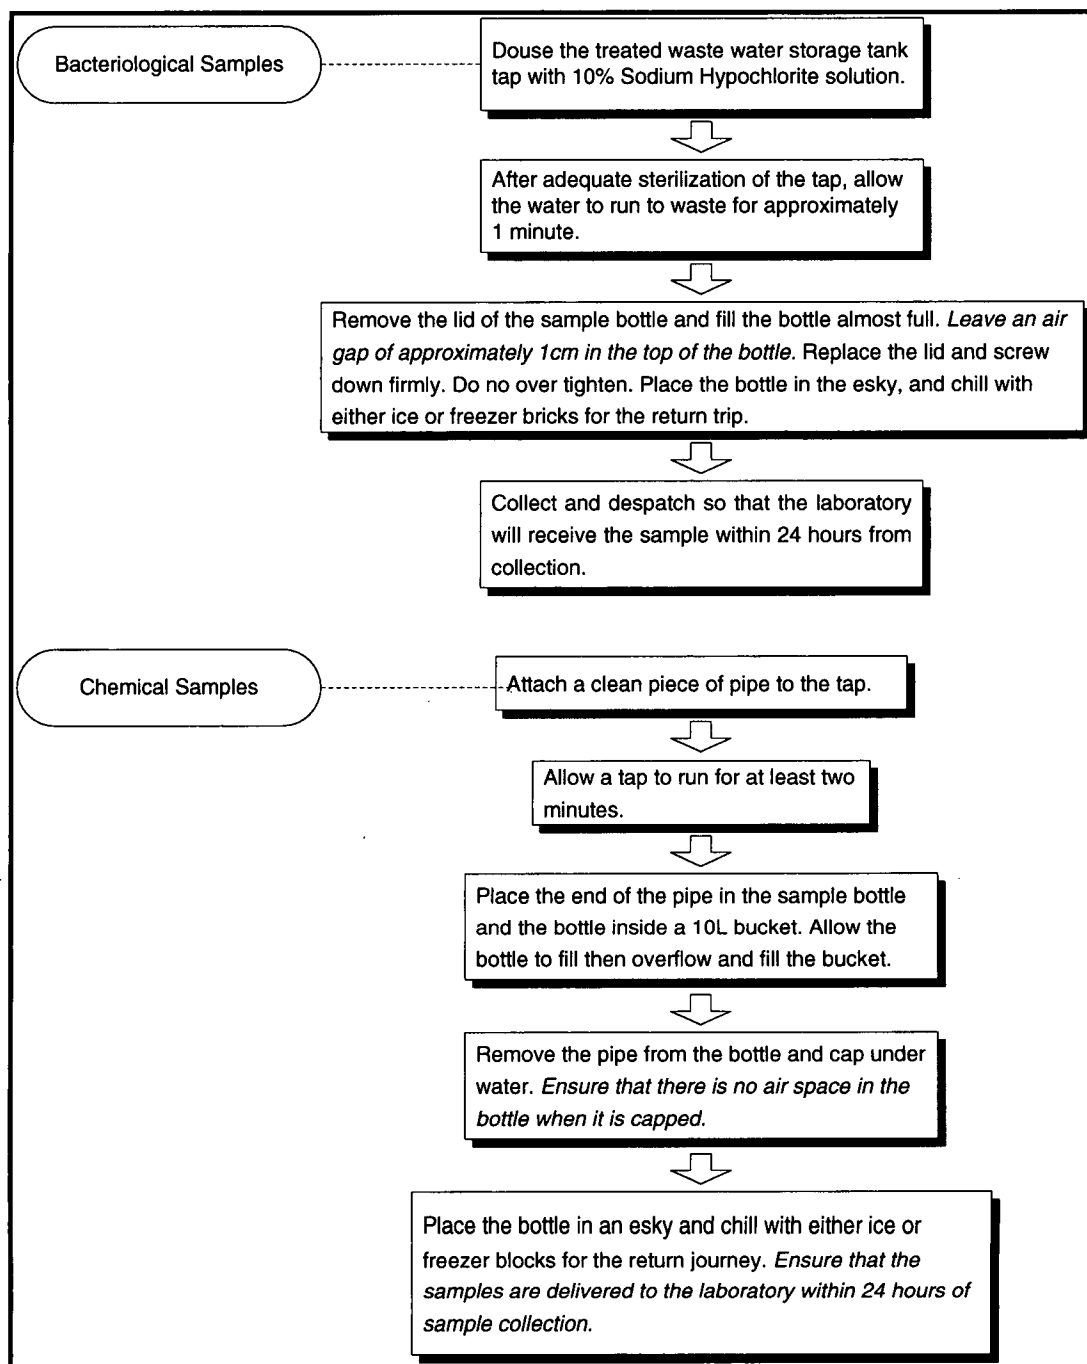 Bacteriological Samples
Douse the treated waste water storage tank
tap with 10% Sodium Hypochlorite solution.
After adequate sterilization of the tap, allow
the water to run to waste for approximately
1 minute.
Remove the lid of the sample bottle and fill the bottle almost full. Leave an air
gap of approximately 1cm in the top of the bottle. Replace the lid and screw
down firmly. Do no over tighten. Place the bottle in the esky, and chill with
either ice or freezer bricks for the return trip.
Collect and despatch so that the laboratory
will receive the sample within 24 hours from
collection.
Chemical Samples
Attach a clean piece of pipe to the tap.
Allow a tap to run for at least two
minutes.
Place the end of the pipe in the sample bottle
and the bottle inside a 10L bucket. Allow the
bottle to fill then overflow and fill the bucket.
Remove the pipe from the bottle and cap under
water. Ensure that there is no air space in the
bottle when it is capped.
Place the bottle in an esky and chill with either ice or
freezer blocks for the return journey. Ensure that the
samples are delivered to the laboratory within 24 hours of
sample collection.